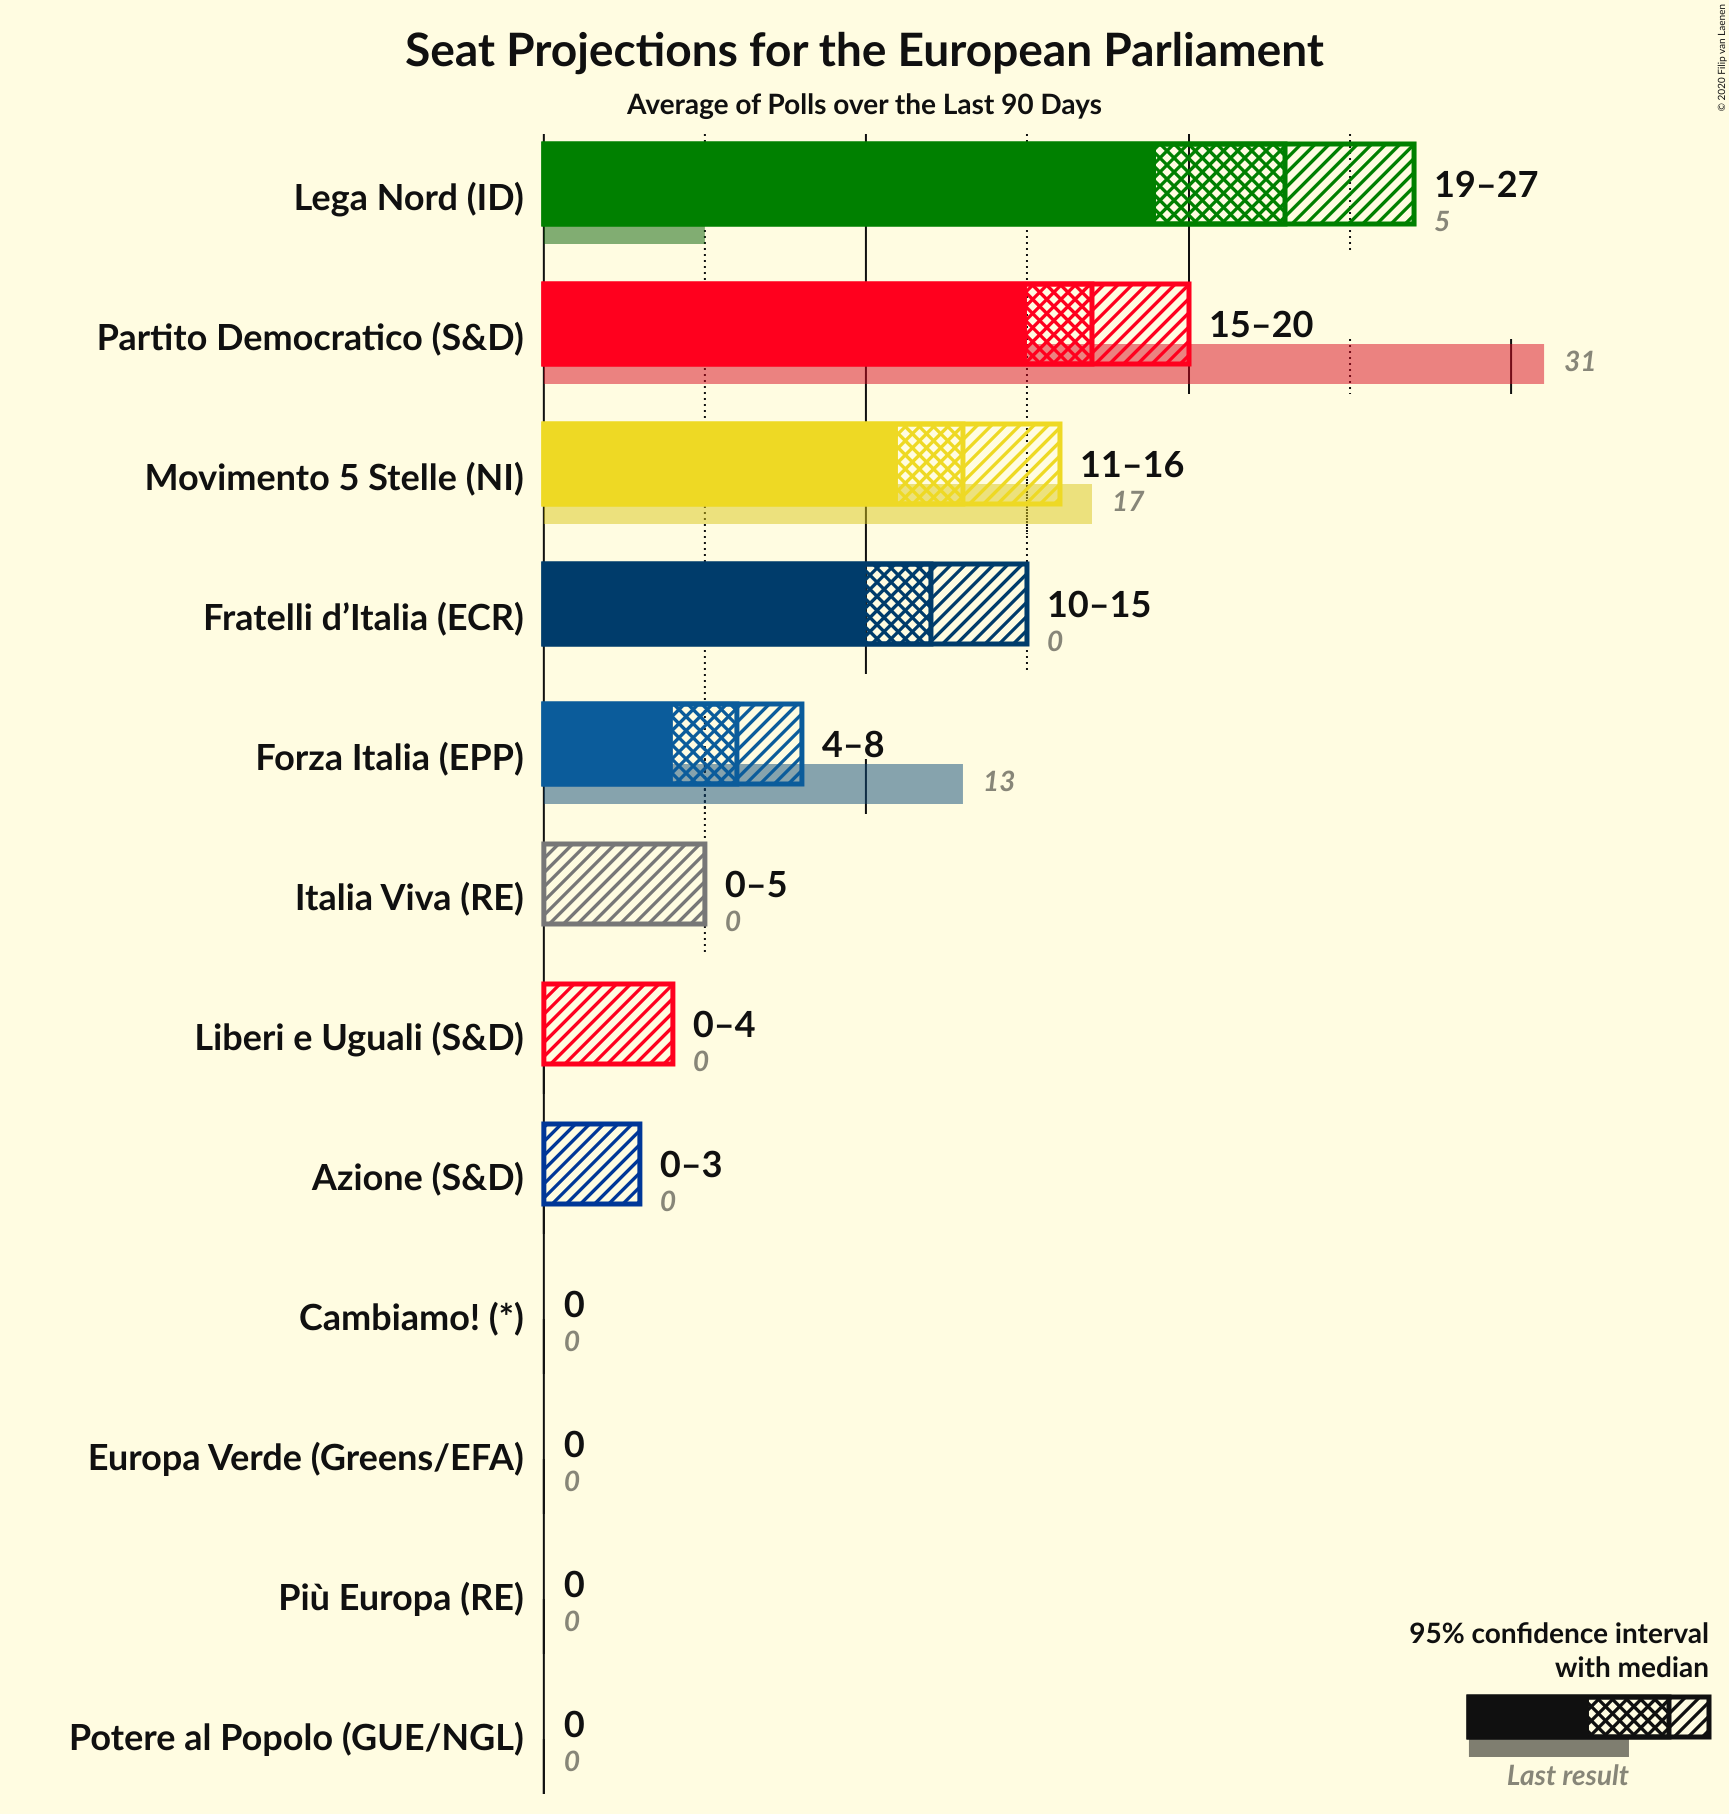 © 2020 Filip van Laenen
Seat Projections for the European Parliament
Average of Polls over the Last 90 Days
Lega Nord (ID)
19–27
5
Partito Democratico (S&D)
15–20
31
Movimento 5 Stelle (NI)
11–16
17
Fratelli d’Italia (ECR)
10–15
0
Forza Italia (EPP)
4–8
13
Italia Viva (RE)
0–5
0
Liberi e Uguali (S&D)
0–4
0
Azione (S&D)
0–3
0
Cambiamo! (*)
0
0
Europa Verde (Greens/EFA)
0
0
Più Europa (RE)
0
0
Potere al Popolo (GUE/NGL)
0
0
95% confidence interval
with median
Last result